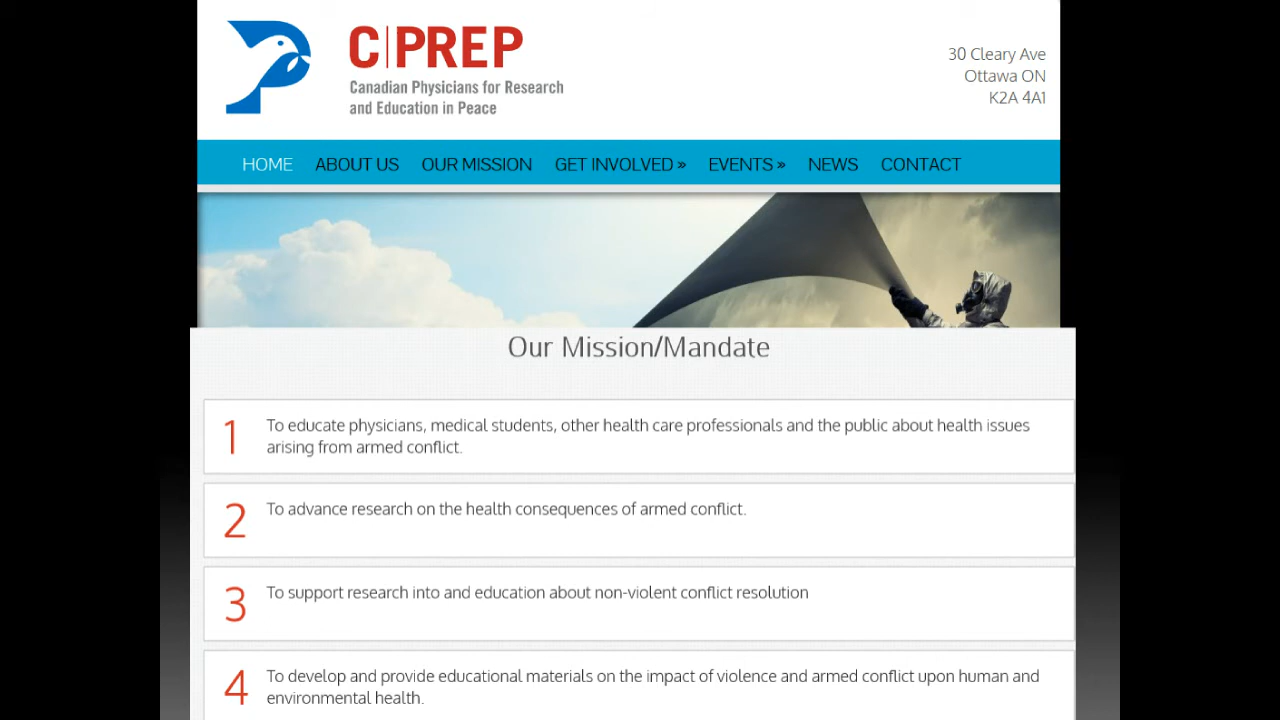 C|PREP
Canadian Physicians for Research
and Education in Peace
30 Cleary Ave
Ottawa ON
K2A 4A1
HOME ABOUT US OUR MISSION GET INVOLVED » EVENTS » NEWS CONTACT
Our Mission/Mandate
1 To educate physicians, medical students, other health care professionals and the public about health issues
arising from armed conflict.
2 To advance research on the health consequences of armed conflict.
3 To support research into and education about non-violent conflict resolution
4 To develop and provide educational materials on the impact of violence and armed conflict upon human and
environmental health.